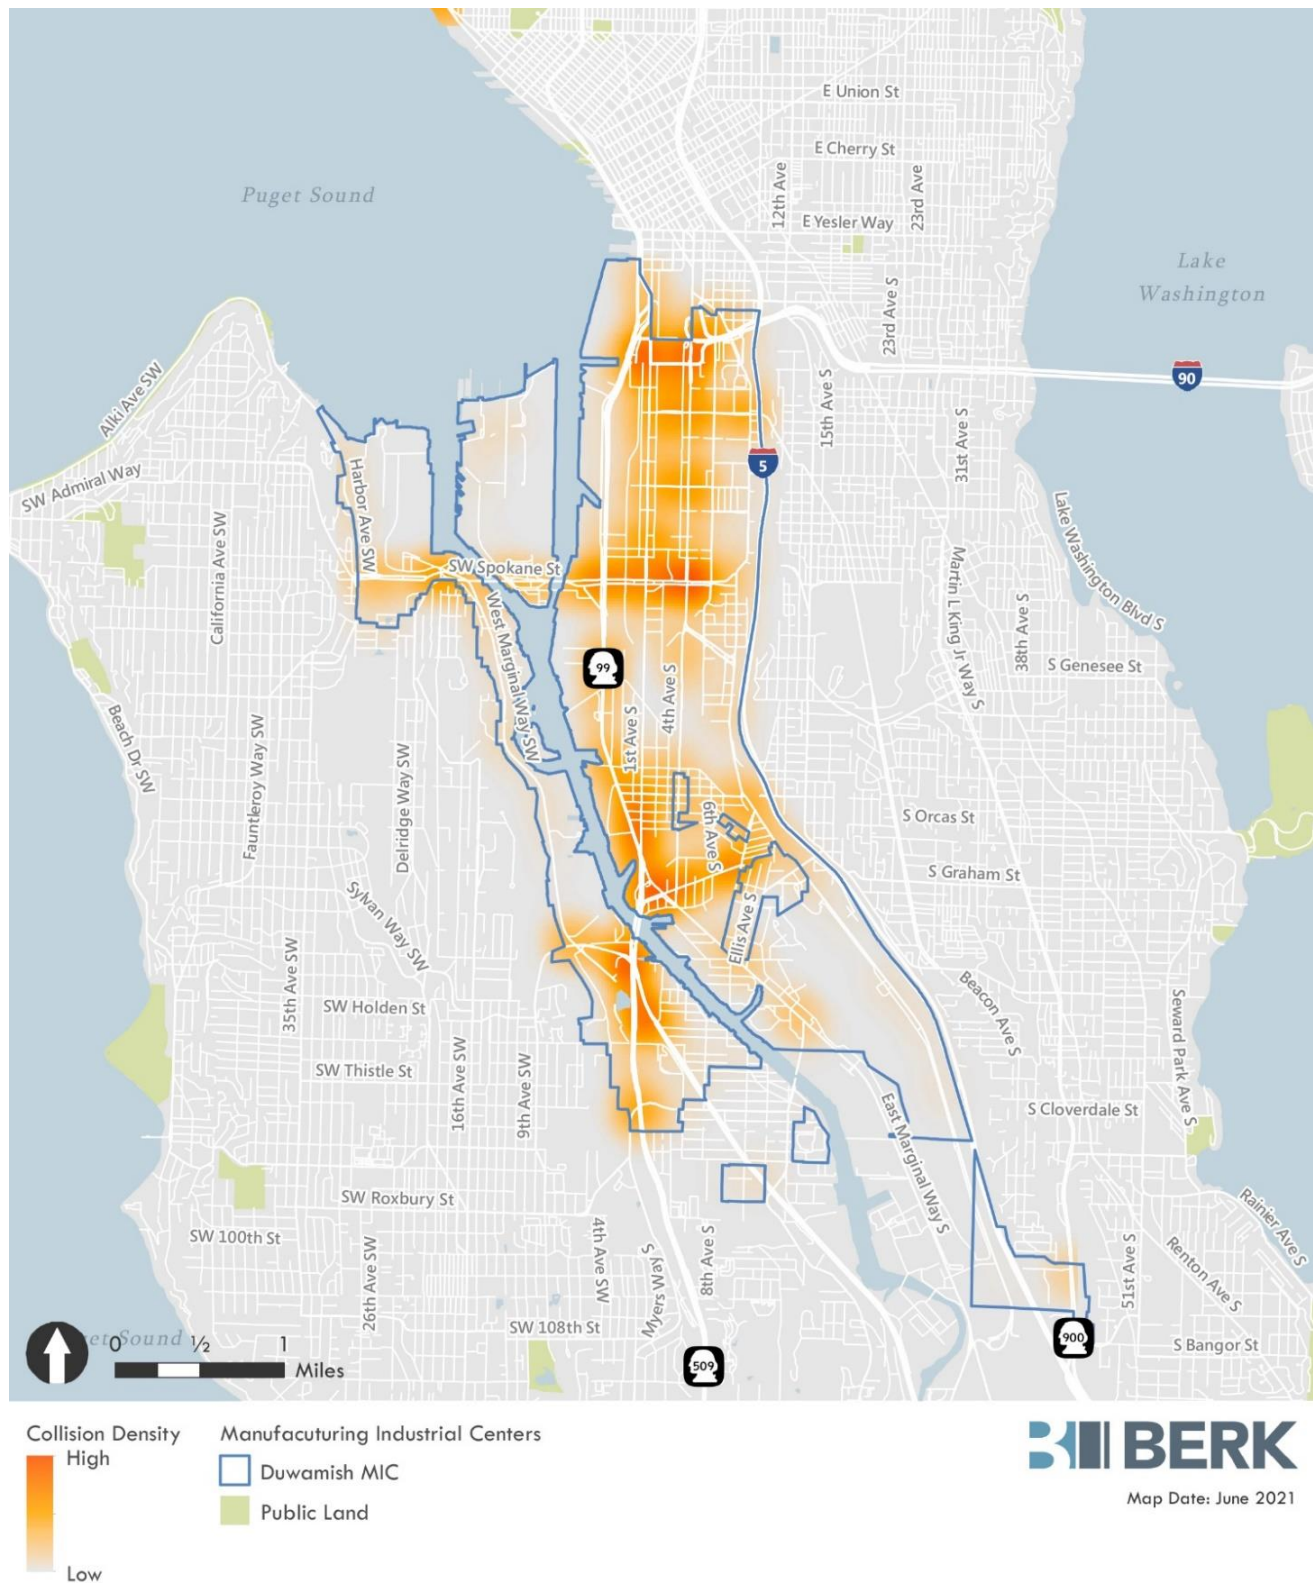 E Union St
E Cherry St
12th Ave
23rd Ave
E Yesler Way
Puget Sound
Lake
Washington
23rd Ave S
90
Alki Ave SW
15th Ave S
31st Ave S
5
SW Admiral Way
Harbor Ave SW
California Ave SW
SW Spokane St
Lake Washington Blvd S
Martin L King Jr Way S
38th Ave S
West Marginal Way SW
S Genesee St
99
4th Ave S
1st Ave S
Beach Dr SW
Fauntleroy Way SW
Delridge Way SW
6th Ave S
S Orcas St
S Graham St
Sylvan Way SW
Ellis Ave S
35th Ave SW
Beacon Ave S
SW Holden St
Seward Park Ave S
SW Thistle St
16th Ave SW
9th Ave SW
East Marginal Way S
S Cloverdale St
SW Roxbury St
Rainier Ave S
SW 100th St
26th Ave SW
4th Ave SW
Myers Way S
8th Ave S
51st Ave S
Renton Ave S
SW 108th St
900
S Bangor St
509
et Sound
0 ½ 1
Miles
Collision Density
High
Low
Manufacuturing Industrial Centers
Duwamish MIC
Public Land
BERK
Map Date: June 2021